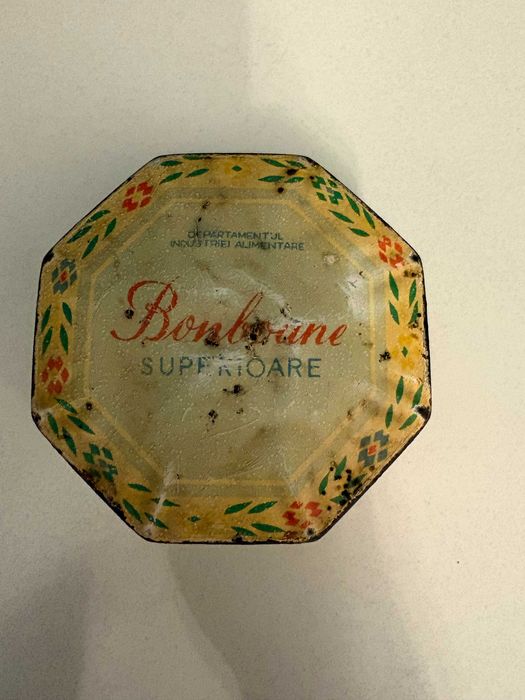 DEPARTAMENTUL
INDUSTRIEI ALIMENTARE
Bonboane
SUPERIOARE